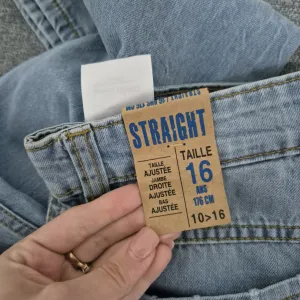 STRAIGHT
TAILLE
AJUSTÉE
JAMBE
DROITE
AJUSTÉE
BAS
AJUSTÉE
TAILLE
16
ANS
176 CM
10>16